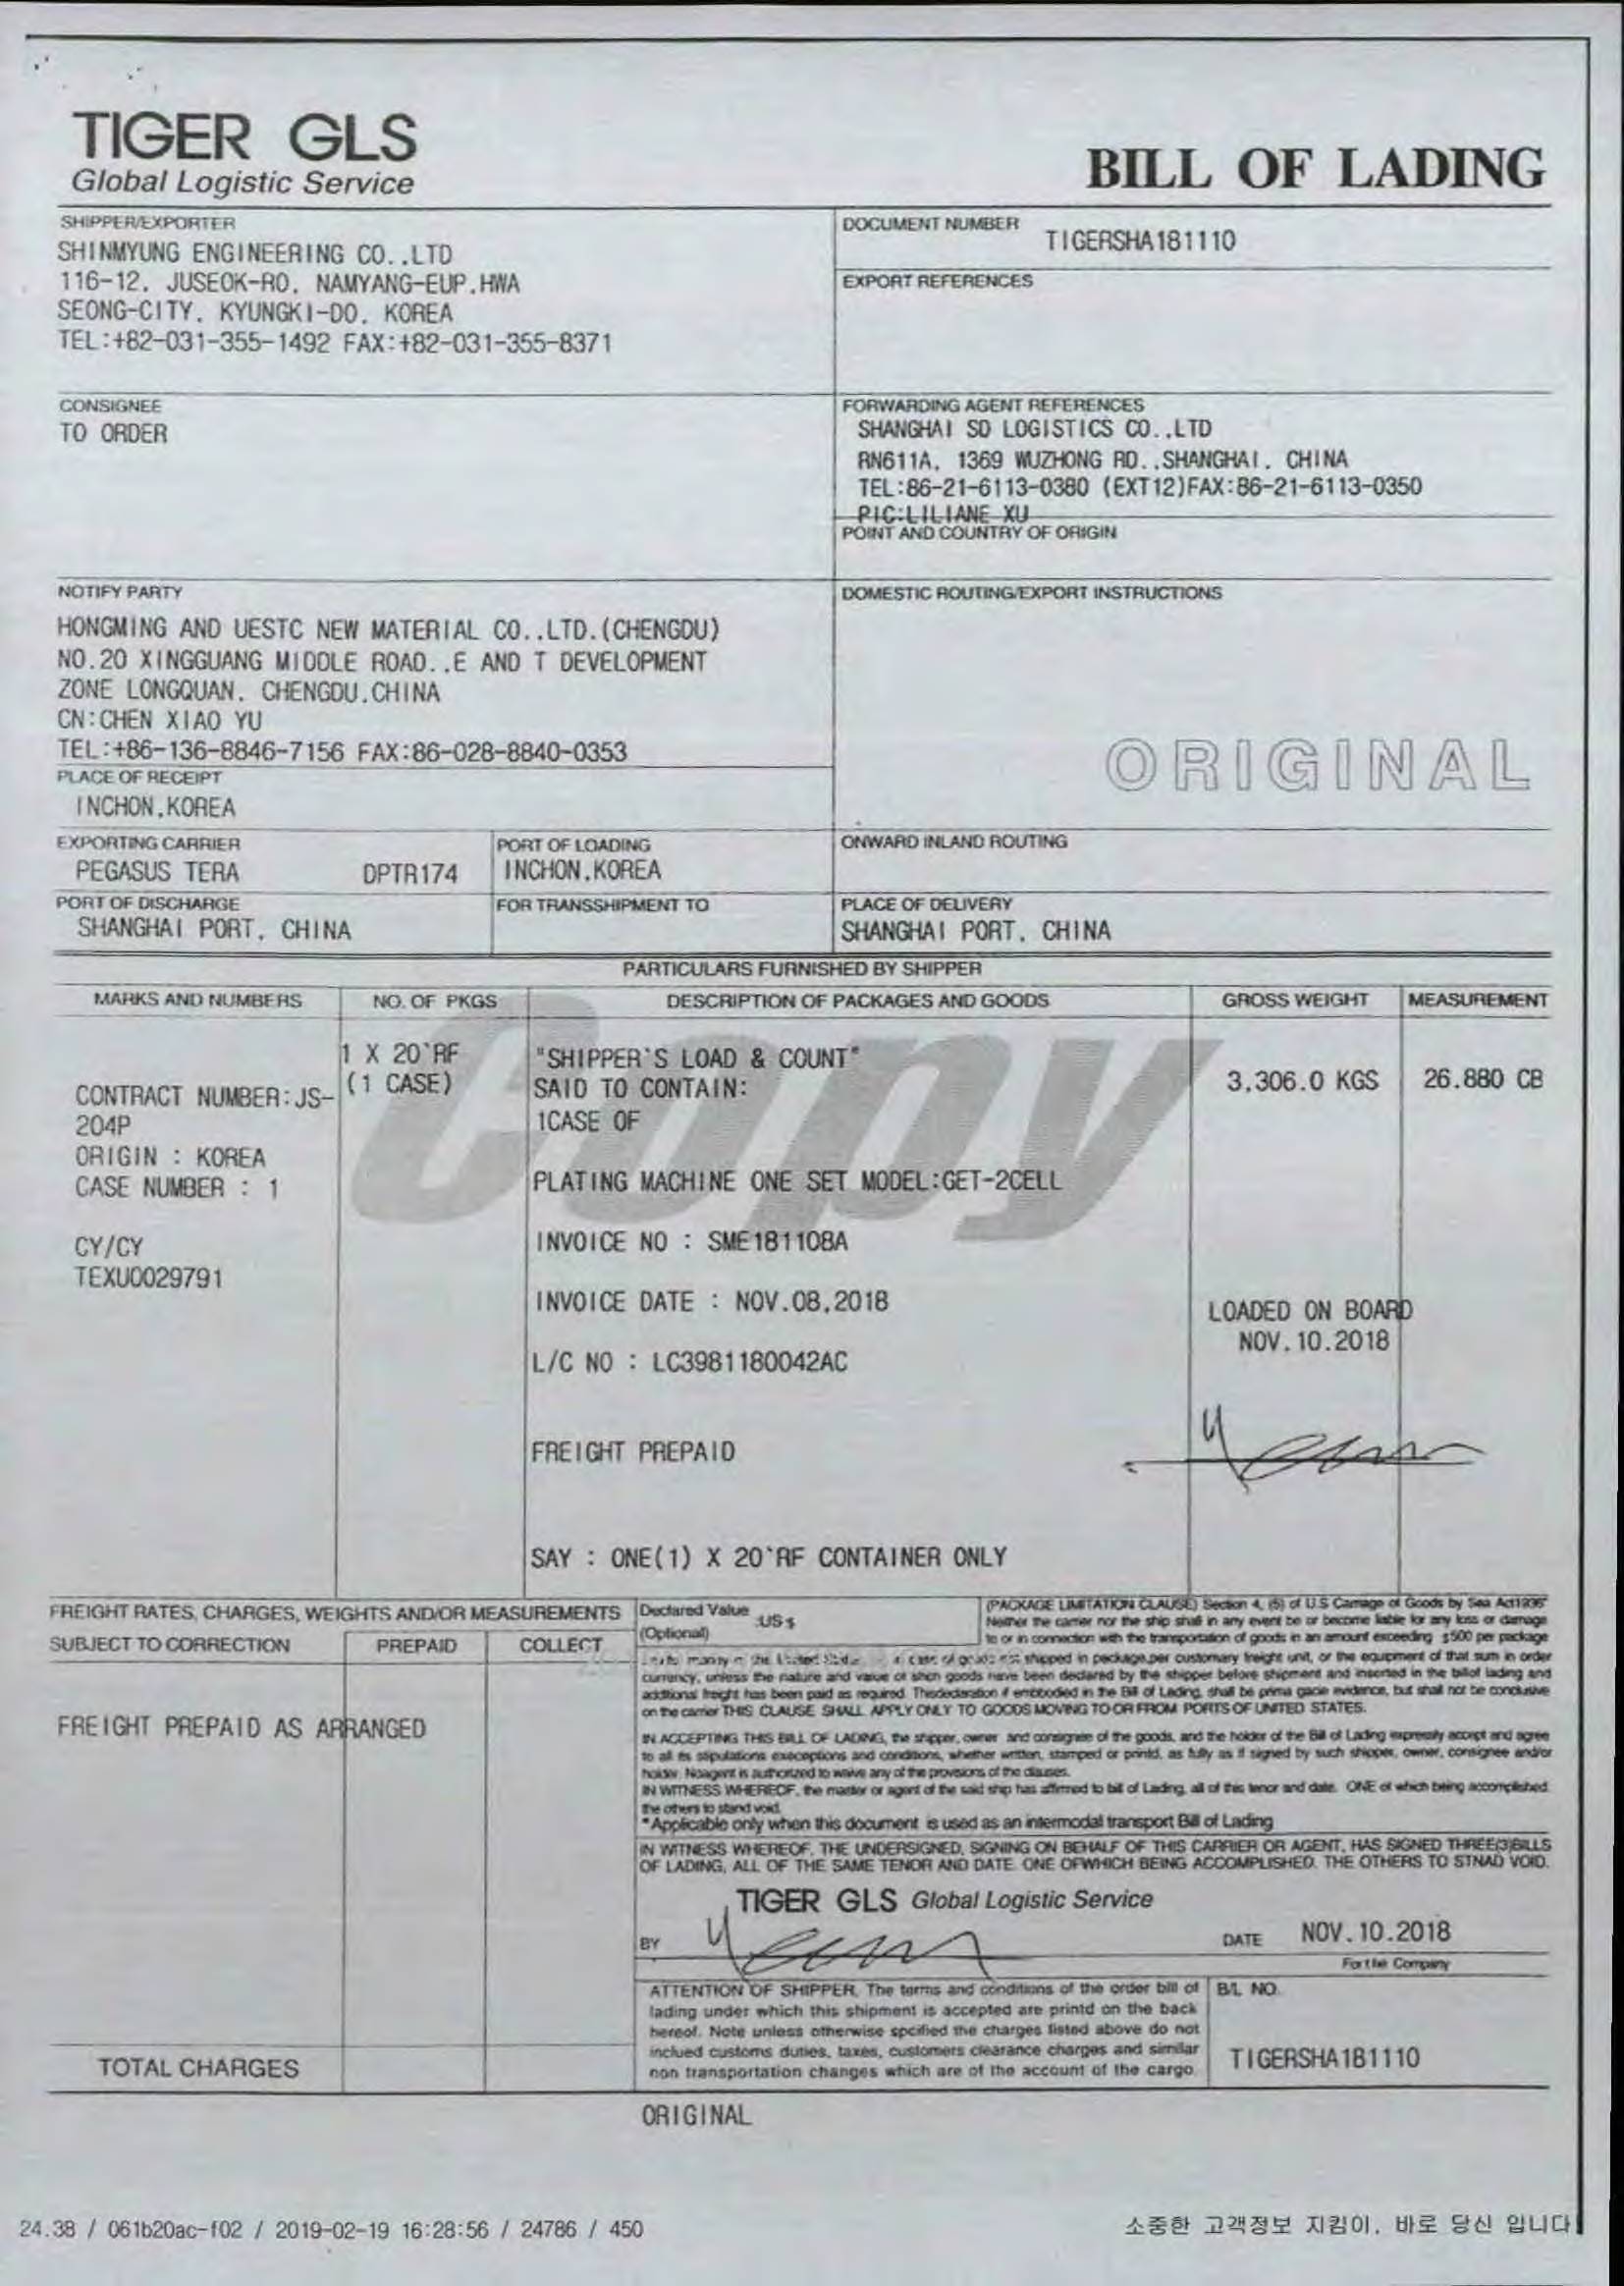 TIGER GLS
Global Logistic Service
BILL OF LADING
SHIPPER/EXPORTER
SHINMYUNG ENGINEERING CO.,LTD
116-12, JUSEOK-RO, NAMYANG-EUP,HWA
SEONG-CITY, KYUNGKI-DO, KOREA
TEL:+82-031-355-1492 FAX:+82-031-355-8371
DOCUMENT NUMBER
TIGERSHA181110
EXPORT REFERENCES
CONSIGNEE
TO ORDER
FORWARDING AGENT REFERENCES
SHANGHAI SD LOGISTICS CO.,LTD
RN611A, 1369 WUZHONG RD.,SHANGHAI, CHINA
TEL:86-21-6113-0380 (EXT12)FAX:86-21-6113-0350
PIC:LILIANE XU
POINT AND COUNTRY OF ORIGIN
NOTIFY PARTY
HONGMING AND UESTC NEW MATERIAL CO.,LTD.(CHENGDU)
NO.20 XINGGUANG MIDDLE ROAD.,E AND T DEVELOPMENT
ZONE LONGQUAN, CHENGDU,CHINA
CN:CHEN XIAO YU
TEL:+86-136-8846-7156 FAX:86-028-8840-0353
DOMESTIC ROUTING/EXPORT INSTRUCTIONS
ORIGINAL
PLACE OF RECEIPT
INCHON,KOREA
EXPORTING CARRIER
PEGASUS TERA DPTR174
PORT OF LOADING
INCHON,KOREA
ONWARD INLAND ROUTING
PORT OF DISCHARGE
SHANGHAI PORT, CHINA
FOR TRANSSHIPMENT TO
PLACE OF DELIVERY
SHANGHAI PORT, CHINA
PARTICULARS FURNISHED BY SHIPPER
MARKS AND NUMBERS NO. OF PKGS DESCRIPTION OF PACKAGES AND GOODS GROSS WEIGHT MEASUREMENT
Copy
CONTRACT NUMBER:JS-
204P
ORIGIN : KOREA
CASE NUMBER : 1
CY/CY
TEXU0029791
1 X 20`RF
(1 CASE)
"SHIPPER`S LOAD & COUNT"
SAID TO CONTAIN:
1CASE OF
PLATING MACHINE ONE SET MODEL:GET-2CELL
INVOICE NO : SME181108A
INVOICE DATE : NOV.08,2018
L/C NO : LC3981180042AC
FREIGHT PREPAID
SAY : ONE(1) X 20`RF CONTAINER ONLY
3,306.0 KGS
26.880 CB
LOADED ON BOARD
NOV.10.2018
FREIGHT RATES, CHARGES, WEIGHTS AND/OR MEASUREMENTS
SUBJECT TO CORRECTION PREPAID COLLECT
FREIGHT PREPAID AS ARRANGED
TOTAL CHARGES
Declared Value US $
(Optional)
(PACKAGE LIMITATION CLAUSE) Section 4, (5) of U.S Carriage of Goods by Sea Act1936
Neither the carrier nor the ship shall in any event be or become liable for any loss or damage
to or in connection with the transportation of goods in an amount exceeding $500 per package
shipped in package,per customary freight unit, or the equipment of that sum in order
currency, unless the nature and value of shch goods have been declared by the shipper before shipment and inserted in the billof lading and
additional freight has been paid as required. Thisdedaration if embodied in the Bill of Lading, shall be prima gacie evidence, but shall not be conclusive
on the carrier THIS CLAUSE SHALL APPLY ONLY TO GOODS MOVING TO OR FROM PORTS OF UNITED STATES.
IN ACCEPTING THIS BILL OF LADING, the shipper, owner and consignee of the goods, and the holder of the Bill of Lading expressly accept and agree
to all its stipulations exeoeptions and conditions, whether written, stamped or printd, as fully as if signed by such shipper, owner, consignee and/or
holder. Noagent is authorized to waive any of the provisions of the clauses.
IN WITNESS WHEREOF, the master or agent of the said ship has affirmed to bill of Lading, all of this tenor and date. ONE of which being accomplished.
the others to stand void.
*Applicable only when this document is used as an intermodal transport Bill of Lading
IN WITNESS WHEREOF, THE UNDERSIGNED, SIGNING ON BEHALF OF THIS CARRIER OR AGENT, HAS SIGNED THREE(3)BILLS
OF LADING, ALL OF THE SAME TENOR AND DATE. ONE OFWHICH BEING ACCOMPLISHED, THE OTHERS TO STNAD VOID.
TIGER GLS Global Logistic Service
BY
DATE NOV.10.2018
For the Company
ATTENTION OF SHIPPER, The terms and conditions of the order bill of
lading under which this shipment is accepted are printd on the back
hereof. Note unless otherwise spcified the charges listed above do not
inclued customs duties, taxes, customers clearance charges and similar
non transportation changes which are of the account of the cargo.
B/L NO.
TIGERSHA181110
ORIGINAL
24.38 / 061b20ac-f02 / 2019-02-19 16:28:56 / 24786 / 450
소중한 고객정보 지킴이, 바로 당신 입니다